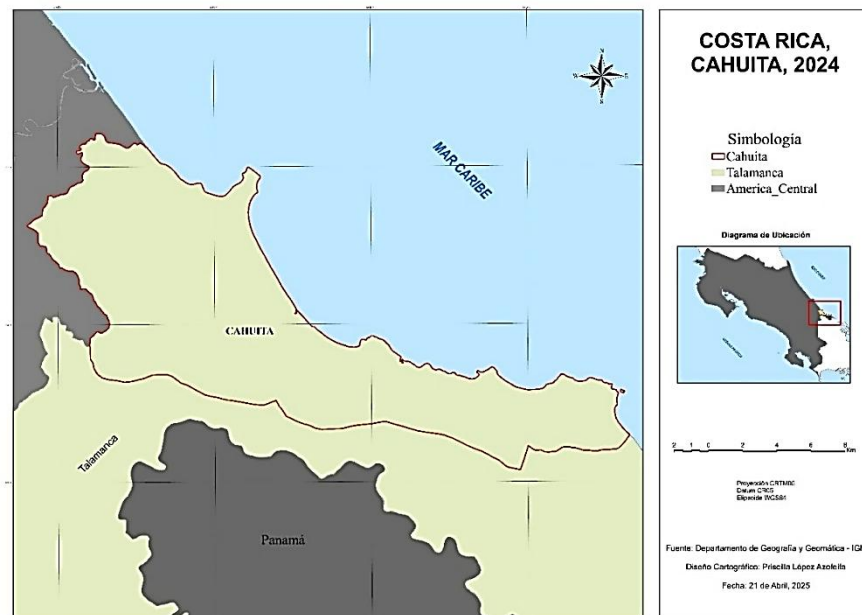 MAR CARIBE
CAHUITA
Talamanca
Panamá
COSTA RICA,
CAHUITA, 2024
Simbología
Cahuita
Talamanca
America_Central
Diagrama de Ubicación
2 1 0 2 4 6 8
Km
Proyección CRTM05
Datum CR05
Elipsoide WGS84
Fuente: Departamento de Geografía y Geomática - IG
Diseño Cartográfico: Priscilla López Azofeifa
Fecha: 21 de Abril, 2025